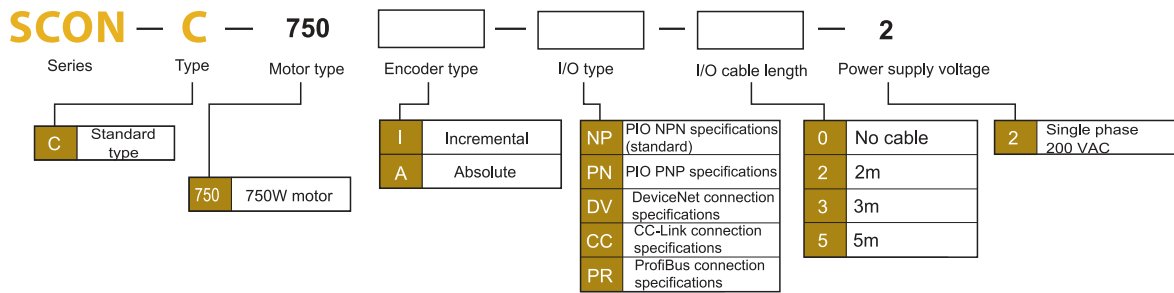 SCON — C — 750 — — — 2
Series Type Motor type Encoder type I/O type I/O cable length Power supply voltage
C Standard type
750 750W motor
I Incremental
A Absolute
NP PIO NPN specifications
(standard)
PN PIO PNP specifications
DV DeviceNet connection
specifications
CC CC-Link connection
specifications
PR ProfiBus connection
specifications
0 No cable
2 2m
3 3m
5 5m
2 Single phase
200 VAC